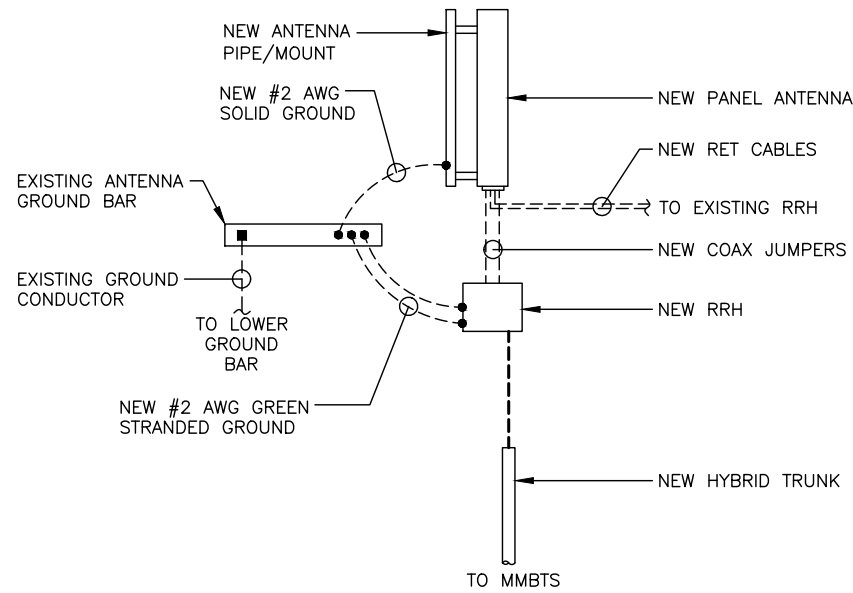 NEW ANTENNA
PIPE/MOUNT
NEW #2 AWG
SOLID GROUND
EXISTING ANTENNA
GROUND BAR
EXISTING GROUND
CONDUCTOR
TO LOWER
GROUND
BAR
NEW #2 AWG GREEN
STRANDED GROUND
NEW PANEL ANTENNA
NEW RET CABLES
TO EXISTING RRH
NEW COAX JUMPERS
NEW RRH
NEW HYBRID TRUNK
TO MMBTS